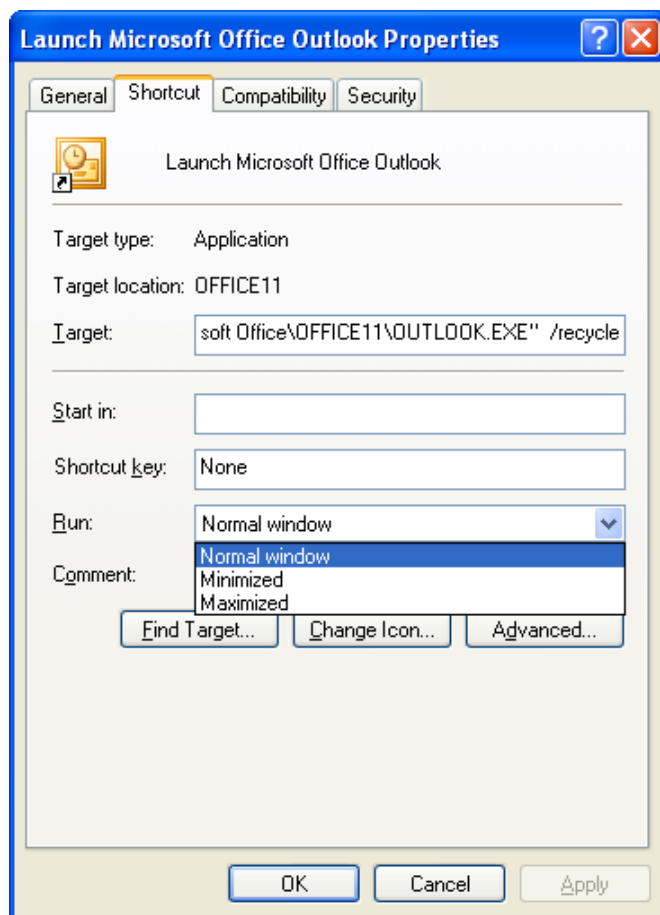 Launch Microsoft Office Outlook Properties
General Shortcut Compatibility Security
Launch Microsoft Office Outlook
Target type: Application
Target location: OFFICE11
Target: soft Office\OFFICE11\OUTLOOK.EXE" /recycle
Start in:
Shortcut key: None
Run: Normal window
Normal window
Comment: Minimized
Maximized
Find Target... Change Icon... Advanced...
OK Cancel Apply